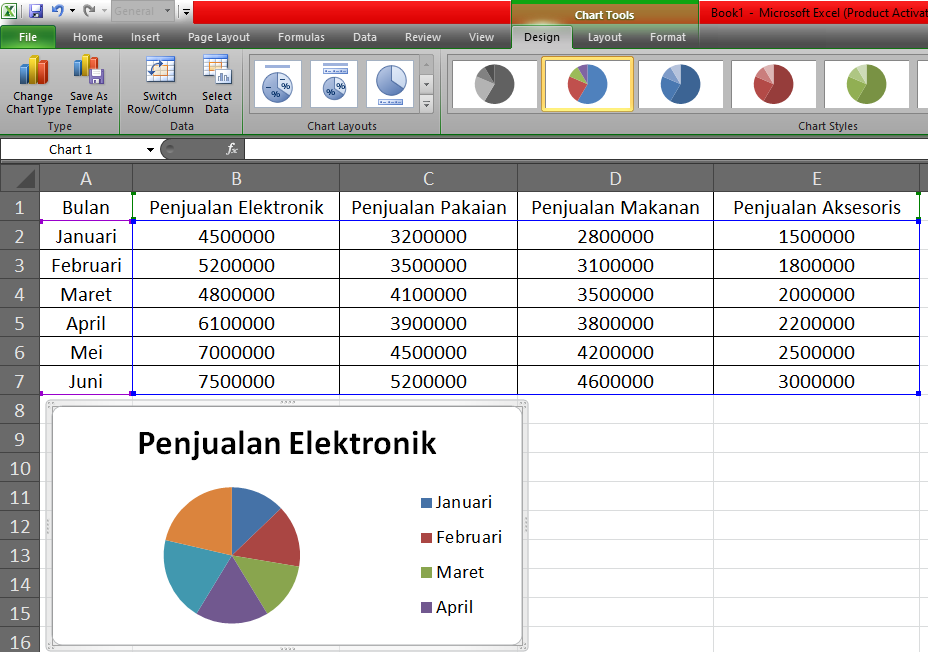 General
Chart Tools
Book1 - Microsoft Excel (Product Activat
File Home Insert Page Layout Formulas Data Review View Design Layout Format
Change Chart Type
Save As Template
Switch Row/Column
Select Data
Type Data Chart Layouts Chart Styles
Chart 1 fx
A B C D E
1 Bulan Penjualan Elektronik Penjualan Pakaian Penjualan Makanan Penjualan Aksesoris
2 Januari 4500000 3200000 2800000 1500000
3 Februari 5200000 3500000 3100000 1800000
4 Maret 4800000 4100000 3500000 2000000
5 April 6100000 3900000 3800000 2200000
6 Mei 7000000 4500000 4200000 2500000
7 Juni 7500000 5200000 4600000 3000000
8
9
10
11
12
13
14
15
16
Penjualan Elektronik
Januari
Februari
Maret
April